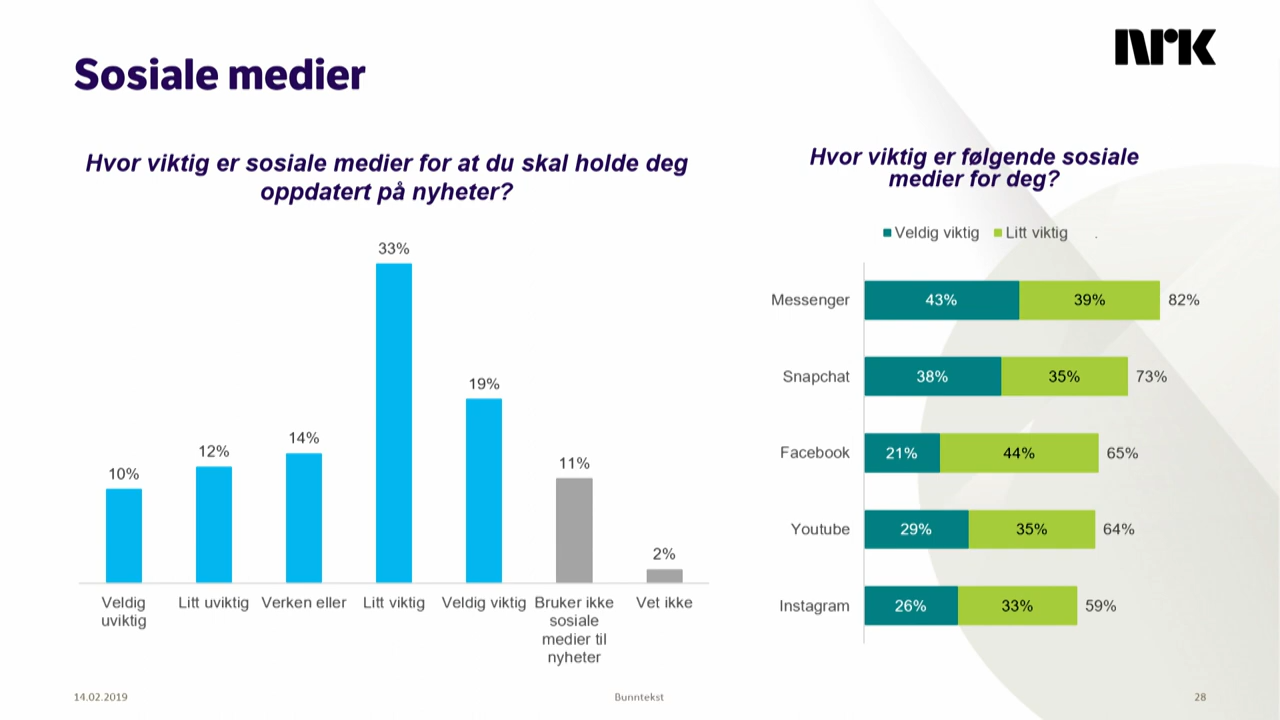 nrk
Sosiale medier
Hvor viktig er sosiale medier for at du skal holde deg
oppdatert på nyheter?
33%
19%
14%
12%
11%
10%
2%
Veldig
uviktig
Litt uviktig
Verken eller
Litt viktig
Veldig viktig
Bruker ikke
sosiale
medier til
nyheter
Vet ikke
Hvor viktig er følgende sosiale
medier for deg?
Veldig viktig Litt viktig .
Messenger 43% 39% 82%
Snapchat 38% 35% 73%
Facebook 21% 44% 65%
Youtube 29% 35% 64%
Instagram 26% 33% 59%
14.02.2019 Bunntekst 28